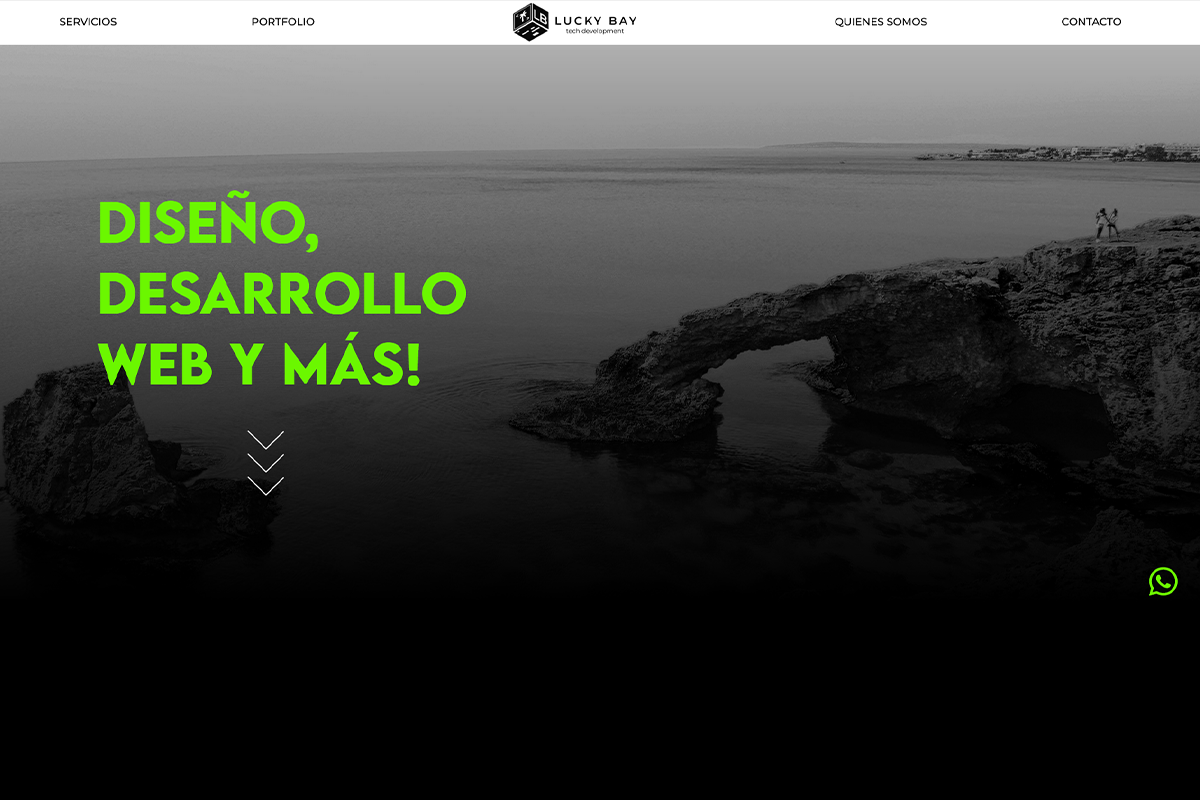 SERVICIOS
PORTFOLIO
LB
LUCKY BAY
tech development
QUIENES SOMOS
CONTACTO
DISEÑO,
DESARROLLO
WEB Y MÁS!